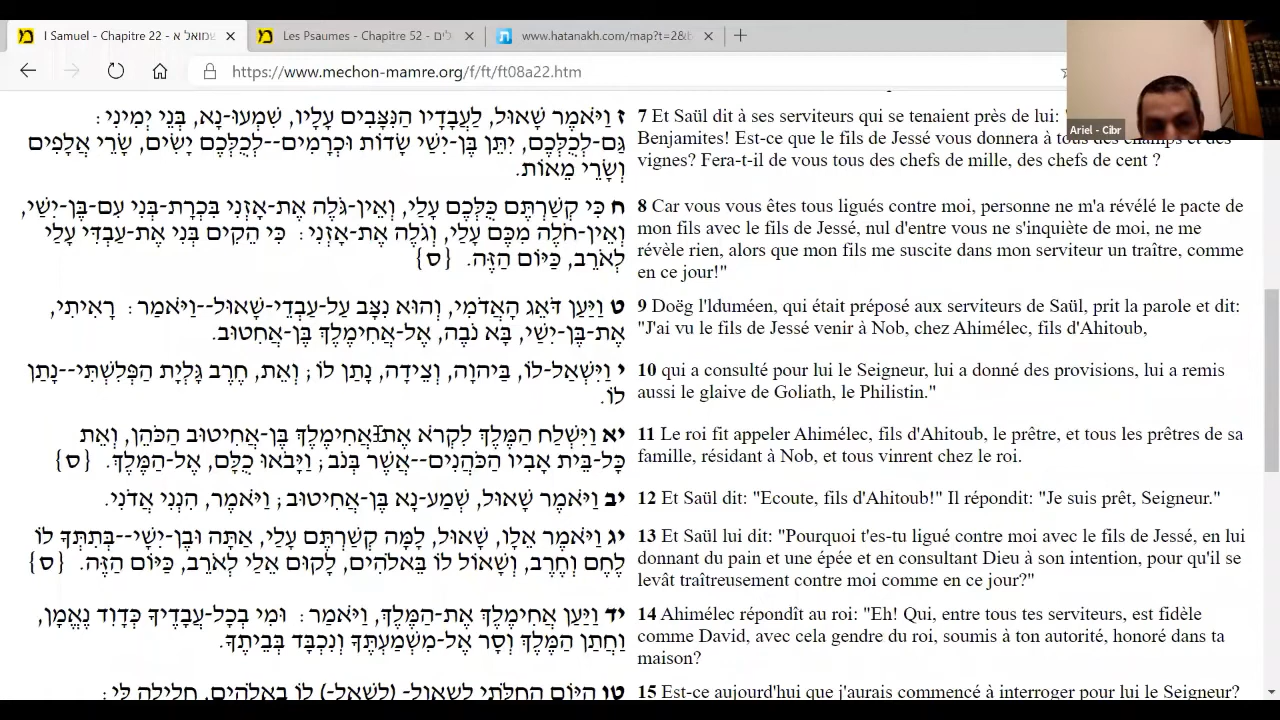 I Samuel - Chapitre 22 - שמואל א
Les Psaumes - Chapitre 52 - לים
www.hatanakh.com/map?t=2&l
https://www.mechon-mamre.org/f/ft/ft08a22.htm
Ariel - Cibr
ז וַיֹּאמֶר שָׁאוּל, לַעֲבָדָיו הַנִּצָּבִים עָלָיו, שִׁמְעוּ-נָא, בְּנֵי יְמִינִי:
גַּם-לְכֻלְּכֶם, יִתֵּן בֶּן-יִשַׁי שָׂדוֹת וּכְרָמִים--לְכֻלְּכֶם יָשִׂים, שָׂרֵי אֲלָפִים
וְשָׂרֵי מֵאוֹת.
7 Et Saül dit à ses serviteurs qui se tenaient près de lui:
Benjamites! Est-ce que le fils de Jessé vous donnera à tous des champs et des
vignes? Fera-t-il de vous tous des chefs de mille, des chefs de cent ?
ח כִּי קְשַׁרְתֶּם כֻּלְּכֶם עָלַי, וְאֵין-גֹּלֶה אֶת-אָזְנִי בִּכְרָת-בְּנִי עִם-בֶּן-יִשַׁי,
וְאֵין-חֹלֶה מִכֶּם עָלַי, וְגֹלֶה אֶת-אָזְנִי: כִּי הֵקִים בְּנִי אֶת-עַבְדִּי עָלַי
לְאֹרֵב, כַּיּוֹם הַזֶּה. {ס}
8 Car vous vous êtes tous ligués contre moi, personne ne m'a révélé le pacte de
mon fils avec le fils de Jessé, nul d'entre vous ne s'inquiète de moi, ne me
révèle rien, alors que mon fils me suscite dans mon serviteur un traître, comme
en ce jour!"
ט וַיַּעַן דֹּאֵג הָאֲדֹמִי, וְהוּא נִצָּב עַל-עַבְדֵי-שָׁאוּל--וַיֹּאמַר: רָאִיתִי,
אֶת-בֶּן-יִשַׁי, בָּא נֹבֶה, אֶל-אֲחִימֶלֶךְ בֶּן-אֲחִטוּב.
9 Doëg l'Iduméen, qui était préposé aux serviteurs de Saül, prit la parole et dit:
"J'ai vu le fils de Jessé venir à Nob, chez Ahimélec, fils d'Ahitoub,
י וַיִּשְׁאַל-לוֹ, בַּיהוָה, וְצֵידָה, נָתַן לוֹ; וְאֵת, חֶרֶב גָּלְיָת הַפְּלִשְׁתִּי--נָתַן
לוֹ.
10 qui a consulté pour lui le Seigneur, lui a donné des provisions, lui a remis
aussi le glaive de Goliath, le Philistin."
יא וַיִּשְׁלַח הַמֶּלֶךְ לִקְרֹא אֶת-אֲחִימֶלֶךְ בֶּן-אֲחִיטוּב הַכֹּהֵן, וְאֵת
כָּל-בֵּית אָבִיו הַכֹּהֲנִים--אֲשֶׁר בְּנֹב; וַיָּבֹאוּ כֻלָּם, אֶל-הַמֶּלֶךְ. {ס}
11 Le roi fit appeler Ahimélec, fils d'Ahitoub, le prêtre, et tous les prêtres de sa
famille, résidant à Nob, et tous vinrent chez le roi.
יב וַיֹּאמֶר שָׁאוּל, שְׁמַע-נָא בֶּן-אֲחִיטוּב; וַיֹּאמֶר, הִנְנִי אֲדֹנִי.
12 Et Saül dit: "Ecoute, fils d'Ahitoub!" Il répondit: "Je suis prêt, Seigneur."
יג וַיֹּאמֶר אֵלָו, שָׁאוּל, לָמָּה קְשַׁרְתֶּם עָלַי, אַתָּה וּבֶן-יִשָׁי--בְּתִתְּךָ לוֹ
לֶחֶם וְחֶרֶב, וְשָׁאוֹל לוֹ בֵּאלֹהִים, לָקוּם אֵלַי לְאֹרֵב, כַּיּוֹם הַזֶּה. {ס}
13 Et Saül lui dit: "Pourquoi t'es-tu ligué contre moi avec le fils de Jessé, en lui
donnant du pain et une épée et en consultant Dieu à son intention, pour qu'il se
levât traîtreusement contre moi comme en ce jour?"
יד וַיַּעַן אֲחִימֶלֶךְ אֶת-הַמֶּלֶךְ, וַיֹּאמַר: וּמִי בְכָל-עֲבָדֶיךָ כְּדָוִד נֶאֱמָן,
וַחֲתַן הַמֶּלֶךְ וְסָר אֶל-מִשְׁמַעְתֶּךָ וְנִכְבָּד בְּבֵיתֶךָ.
14 Ahimélec répondît au roi: "Eh! Qui, entre tous tes serviteurs, est fidèle
comme David, avec cela gendre du roi, soumis à ton autorité, honoré dans ta
maison?
טו הַיּוֹם הַחִלֹּתִי לשאול- (לִשְׁאָל-) לוֹ בֵאלֹהִים, חָלִילָה לִּי:
15 Est-ce aujourd'hui que j'aurais commencé à interroger pour lui le Seigneur?